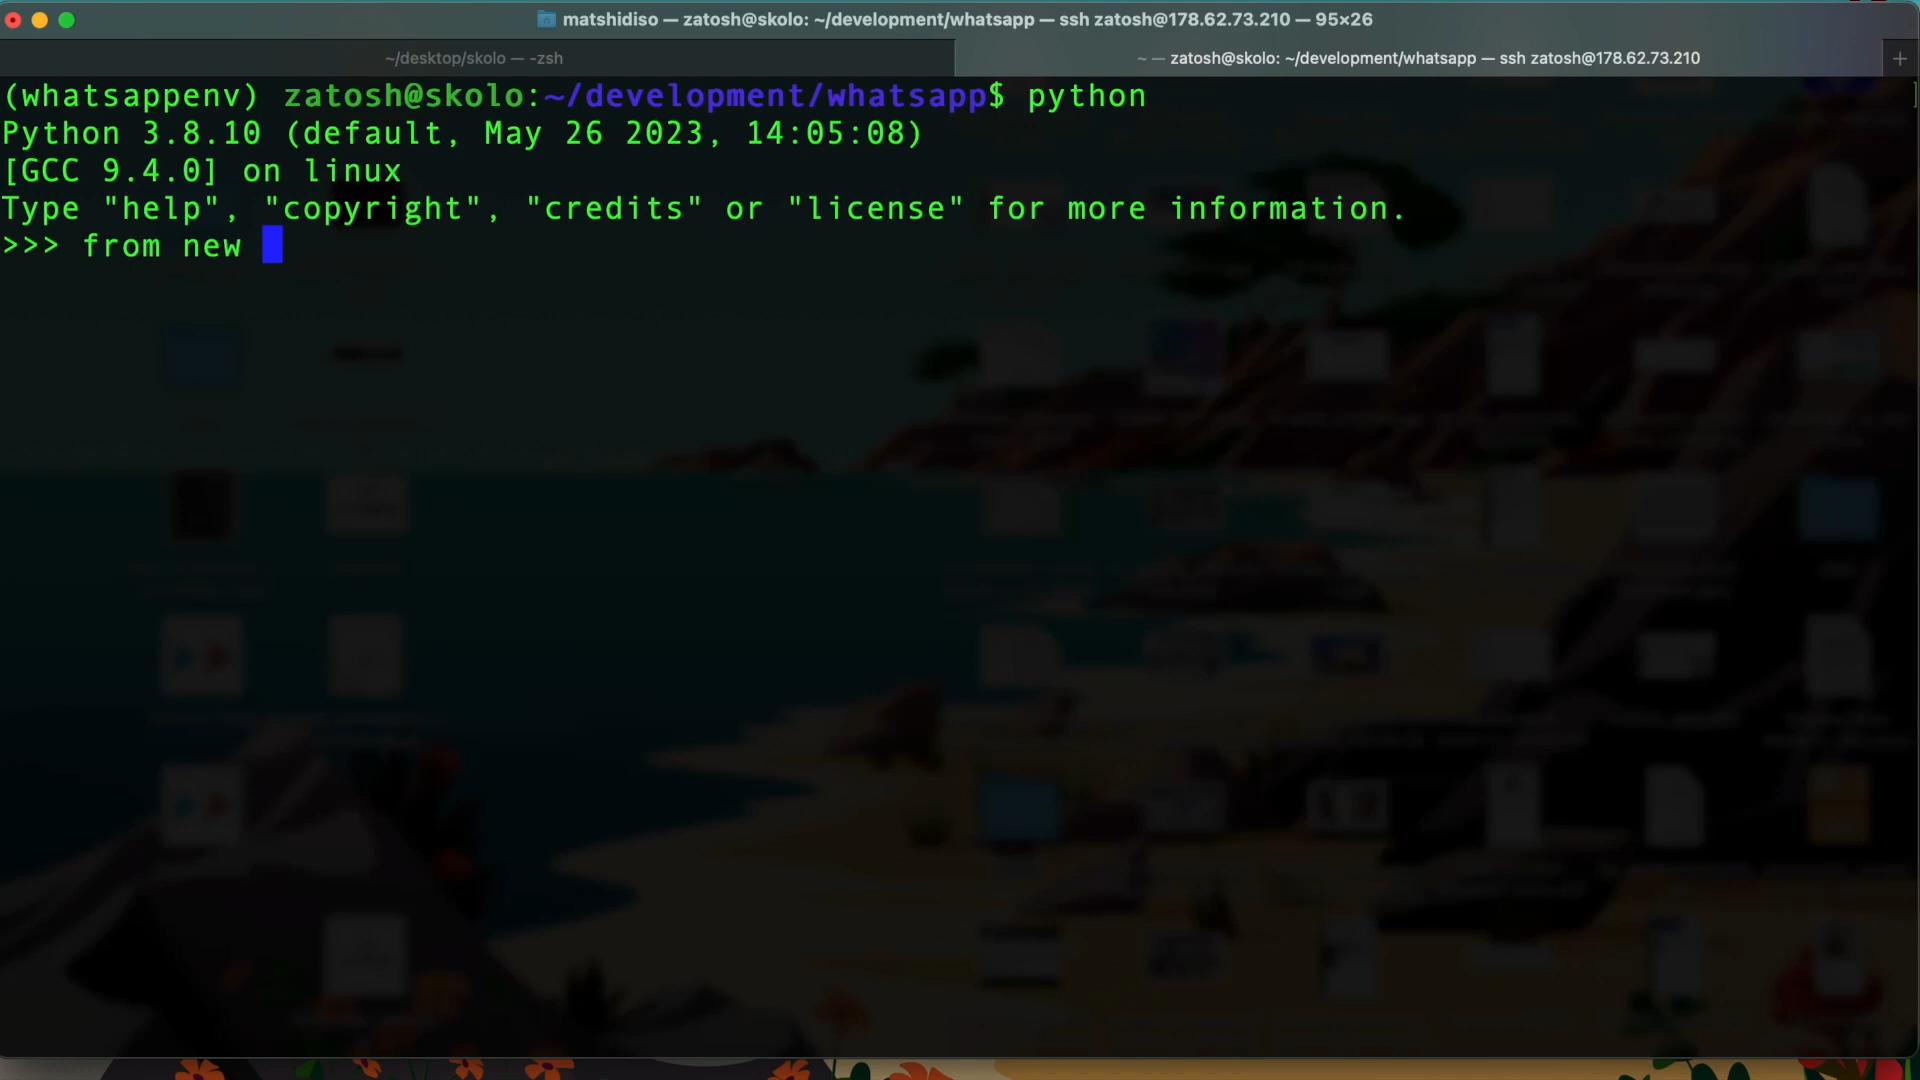 matshidiso — zatosh@skolo: ~/development/whatsapp — ssh zatosh@178.62.73.210 — 95×26
~/desktop/skolo — -zsh
~ — zatosh@skolo: ~/development/whatsapp — ssh zatosh@178.62.73.210
(whatsappenv) zatosh@skolo:~/development/whatsapp$ python
Python 3.8.10 (default, May 26 2023, 14:05:08)
[GCC 9.4.0] on linux
Type "help", "copyright", "credits" or "license" for more information.
>>> from new